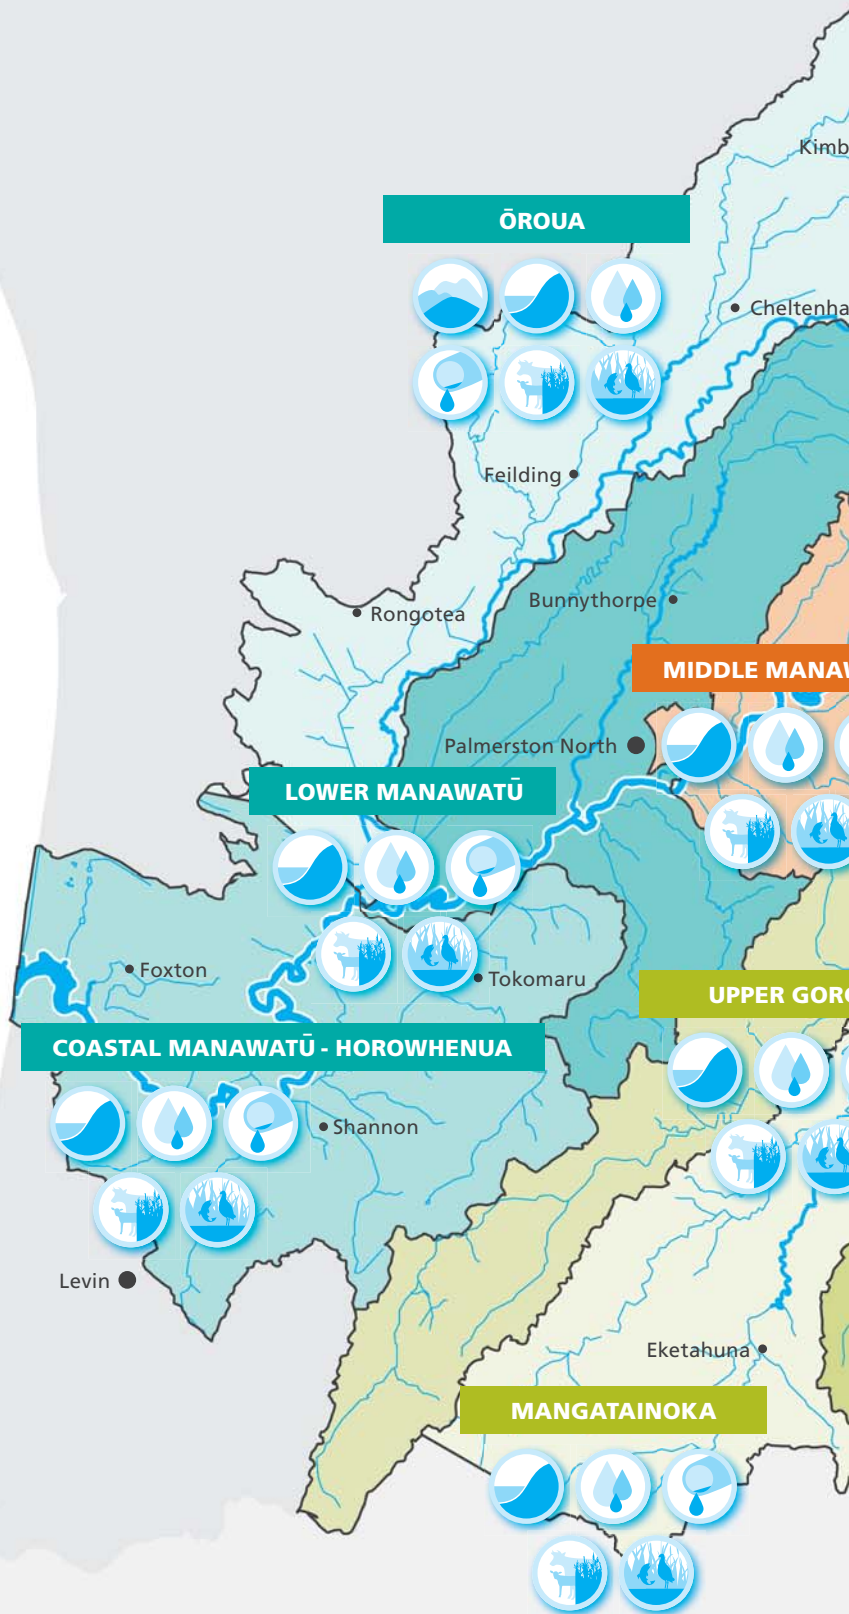 Kimb
ŌROUA
Cheltenha
Feilding
Bunnythorpe
Rongotea
MIDDLE MANAW
Palmerston North
LOWER MANAWATŪ
Foxton
Tokomaru
UPPER GORG
COASTAL MANAWATŪ - HOROWHENUA
Shannon
Levin
Eketahuna
MANGATAINOKA